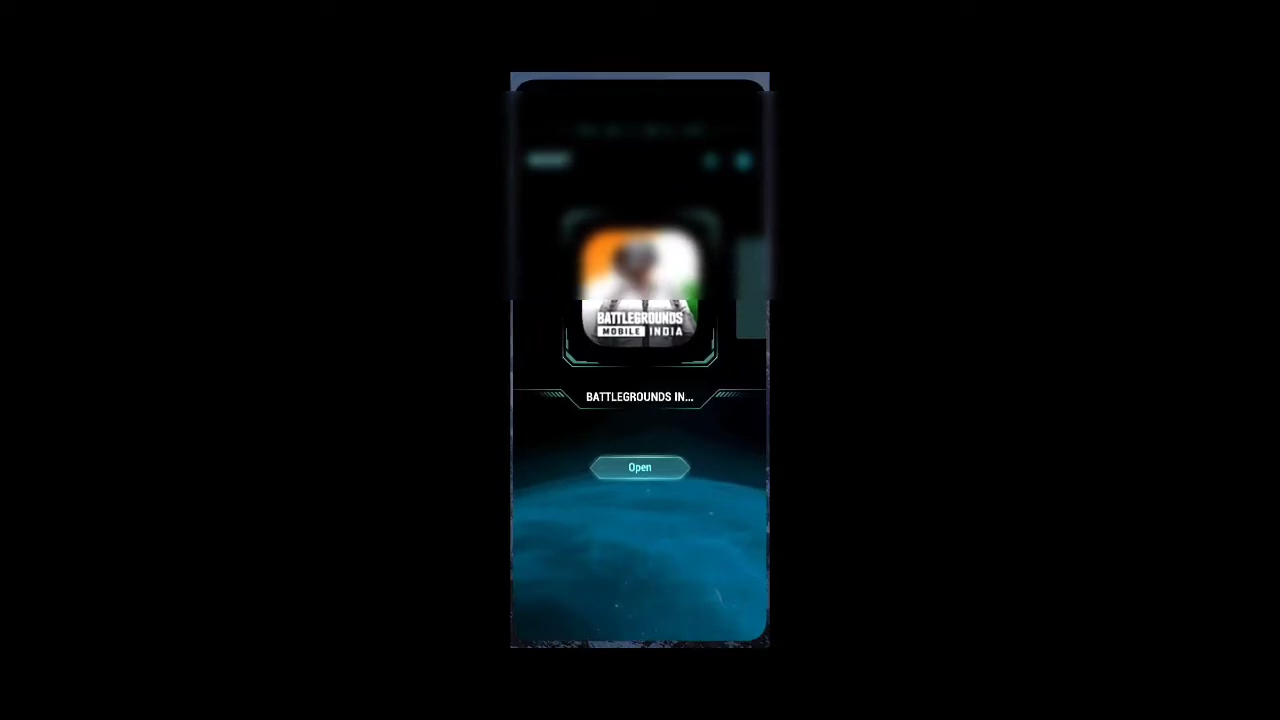 BATTLEGROUNDS
MOBILE INDIA
BATTLEGROUNDS IN...
Open